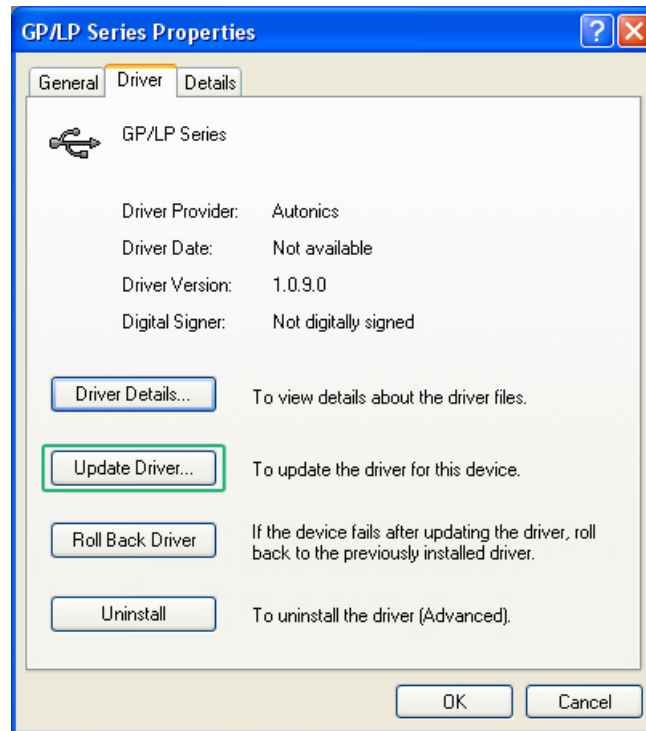 GP/LP Series Properties
General Driver Details
GP/LP Series
Driver Provider: Autonics
Driver Date: Not available
Driver Version: 1.0.9.0
Digital Signer: Not digitally signed
Driver Details... To view details about the driver files.
Update Driver... To update the driver for this device.
Roll Back Driver If the device fails after updating the driver, roll
back to the previously installed driver.
Uninstall To uninstall the driver (Advanced).
OK Cancel